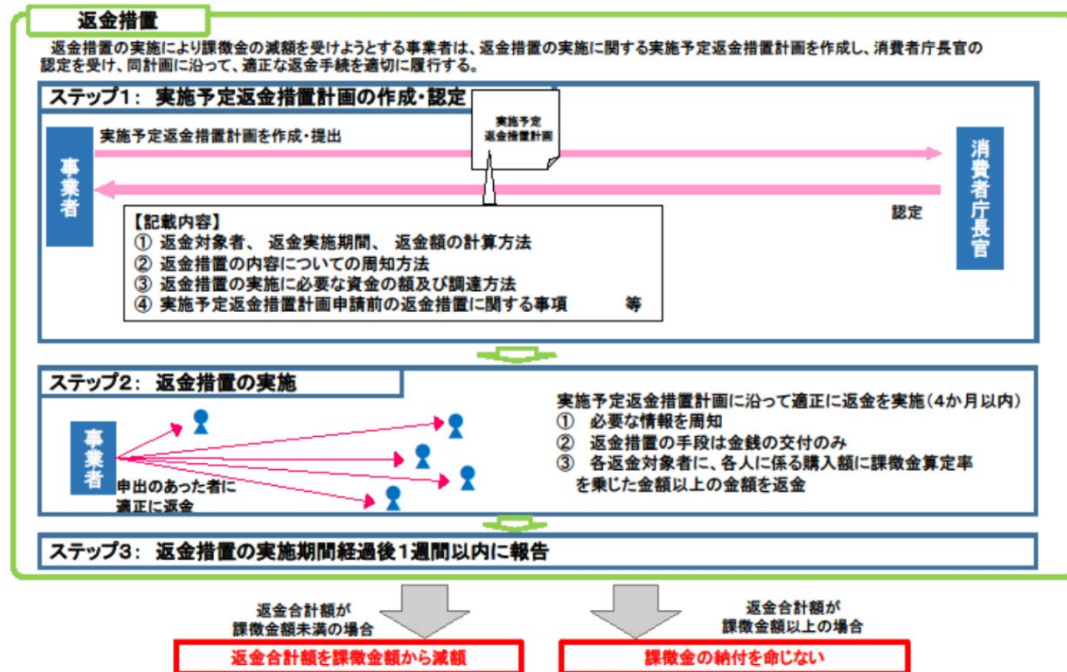 返金措置
返金措置の実施により課徴金の減額を受けようとする事業者は、返金措置の実施に関する実施予定返金措置計画を作成し、消費者庁長官の
認定を受け、同計画に沿って、適正な返金手続を適切に履行する。
ステップ1: 実施予定返金措置計画の作成・認定
実施予定
返金措置計画
実施予定返金措置計画を作成・提出
事業者
消費者庁長官
認定
【記載内容】
① 返金対象者、 返金実施期間、 返金額の計算方法
② 返金措置の内容についての周知方法
③ 返金措置の実施に必要な資金の額及び調達方法
④ 実施予定返金措置計画申請前の返金措置に関する事項 等
ステップ2: 返金措置の実施
事業者
申出のあった者に
適正に返金
実施予定返金措置計画に沿って適正に返金を実施(4か月以内)
① 必要な情報を周知
② 返金措置の手段は金銭の交付のみ
③ 各返金対象者に、各人に係る購入額に課徴金算定率
を乗じた金額以上の金額を返金
ステップ3: 返金措置の実施期間経過後1週間以内に報告
返金合計額が
課徴金額未満の場合
返金合計額が
課徴金額以上の場合
返金合計額を課徴金額から減額
課徴金の納付を命じない